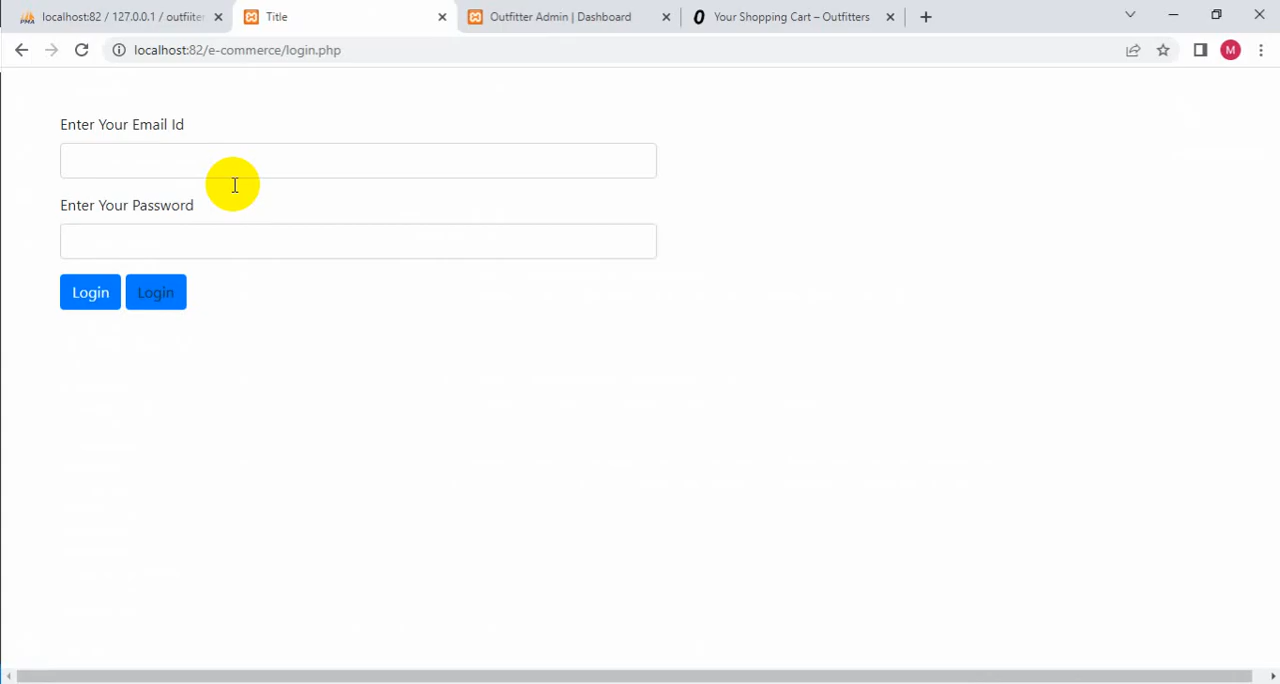 localhost:82 / 127.0.0.1 / outfiiter
Title
Outfitter Admin | Dashboard
Your Shopping Cart – Outfitters
localhost:82/e-commerce/login.php
M
Enter Your Email Id
Enter Your Password
Login Login